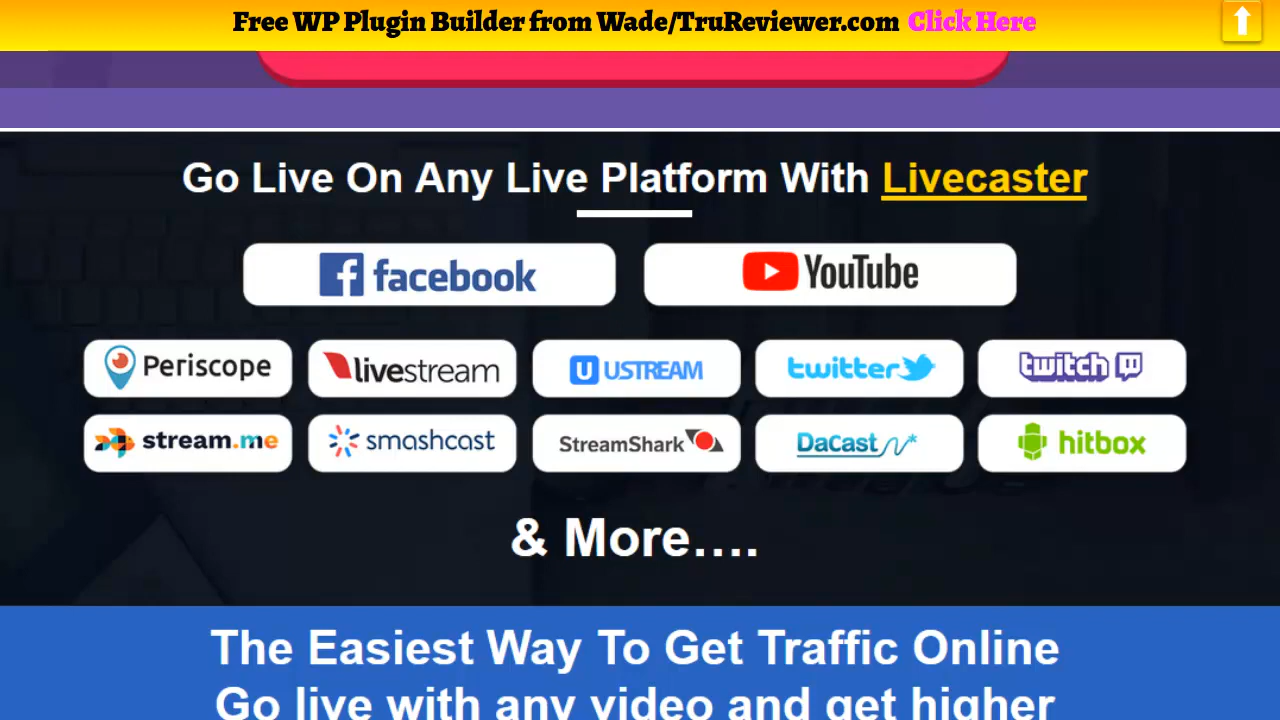 Free WP Plugin Builder from Wade/TruReviewer.com Click Here
Go Live On Any Live Platform With Livecaster
facebook YouTube
Periscope livestream USTREAM twitter twitch
stream.me smashcast StreamShark DaCast hitbox
& More....
The Easiest Way To Get Traffic Online
Go live with any video and get higher